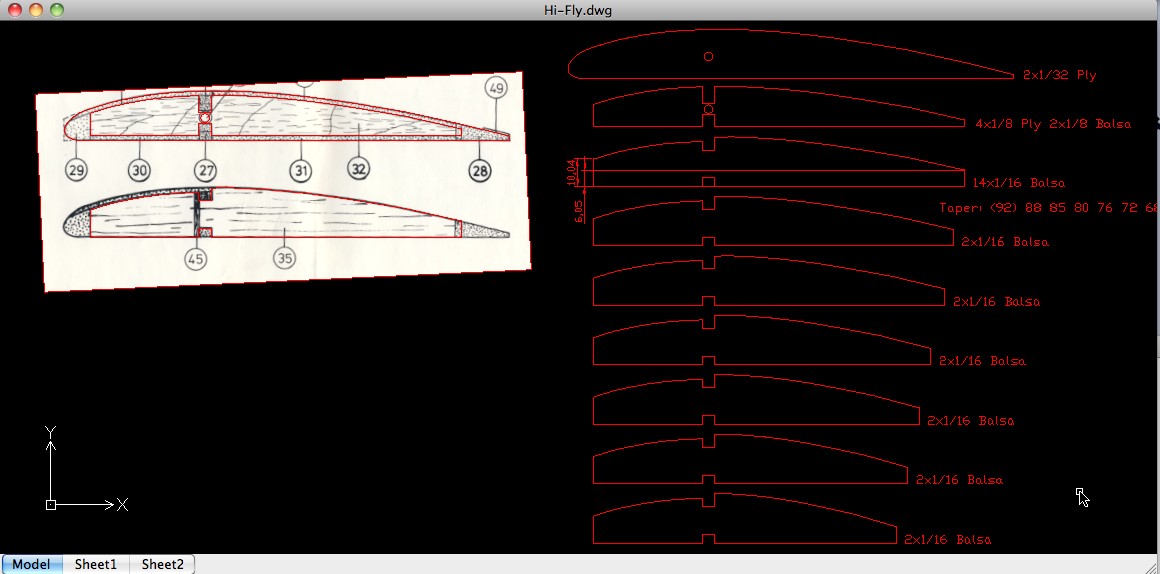 Hi-Fly.dwg
49
29 30 27 31 32 28
45 35
2x1/32 Ply
4x1/8 Ply 2x1/8 Balsa
10,04
14x1/16 Balsa
6,05
Taper: (92) 88 85 80 76 72 68
2x1/16 Balsa
2x1/16 Balsa
2x1/16 Balsa
2x1/16 Balsa
2x1/16 Balsa
2x1/16 Balsa
Y
X
Model Sheet1 Sheet2